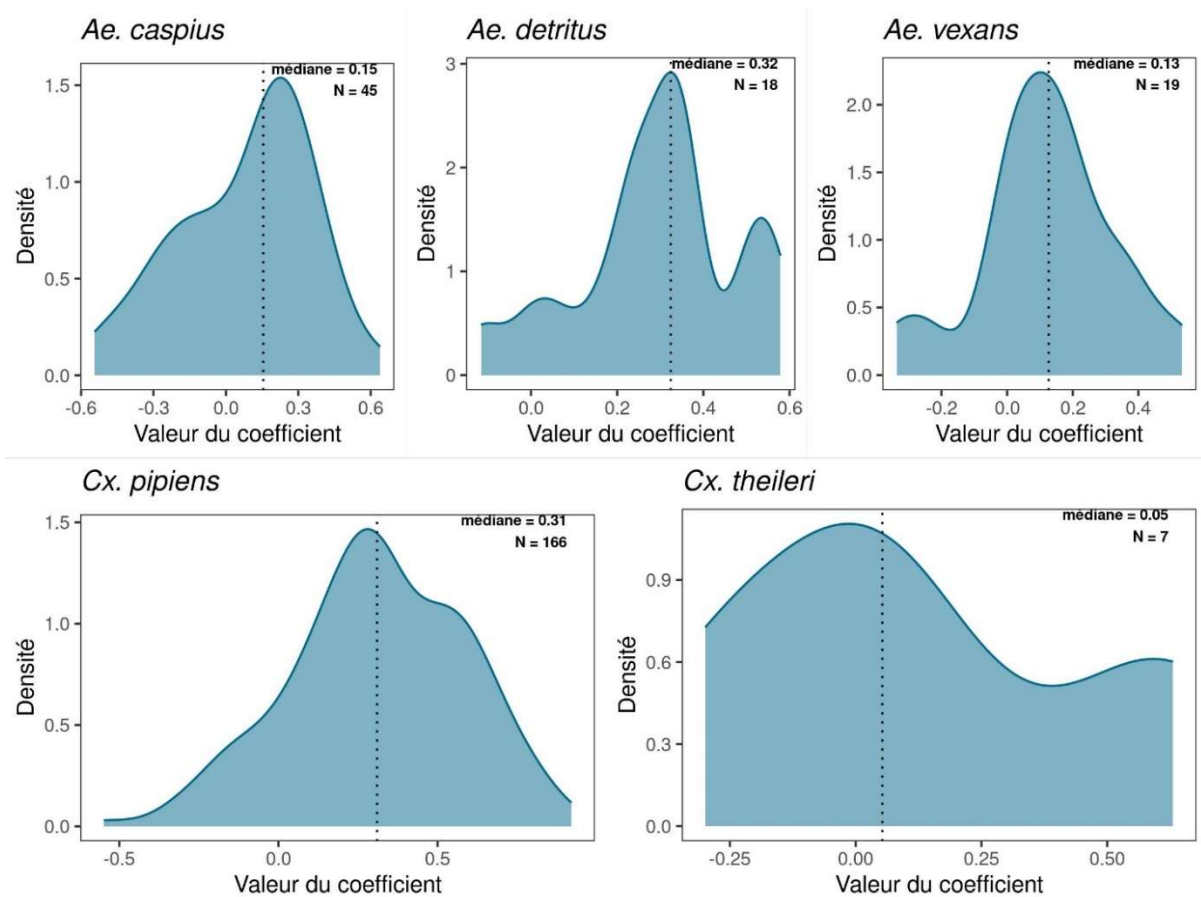 Ae. caspius
médiane = 0.15
N = 45
1.5
1.0
0.5
0.0
Densité
-0.6 -0.3 0.0 0.3 0.6
Valeur du coefficient
Ae. detritus
médiane = 0.32
N = 18
3
2
1
0
Densité
0.0 0.2 0.4 0.6
Valeur du coefficient
Ae. vexans
médiane = 0.13
N = 19
2.0
1.5
1.0
0.5
0.0
Densité
-0.2 0.0 0.2 0.4
Valeur du coefficient
Cx. pipiens
médiane = 0.31
N = 166
1.5
1.0
0.5
0.0
Densité
-0.5 0.0 0.5
Valeur du coefficient
Cx. theileri
médiane = 0.05
N = 7
0.9
0.6
0.3
0.0
Densité
-0.25 0.00 0.25 0.50
Valeur du coefficient